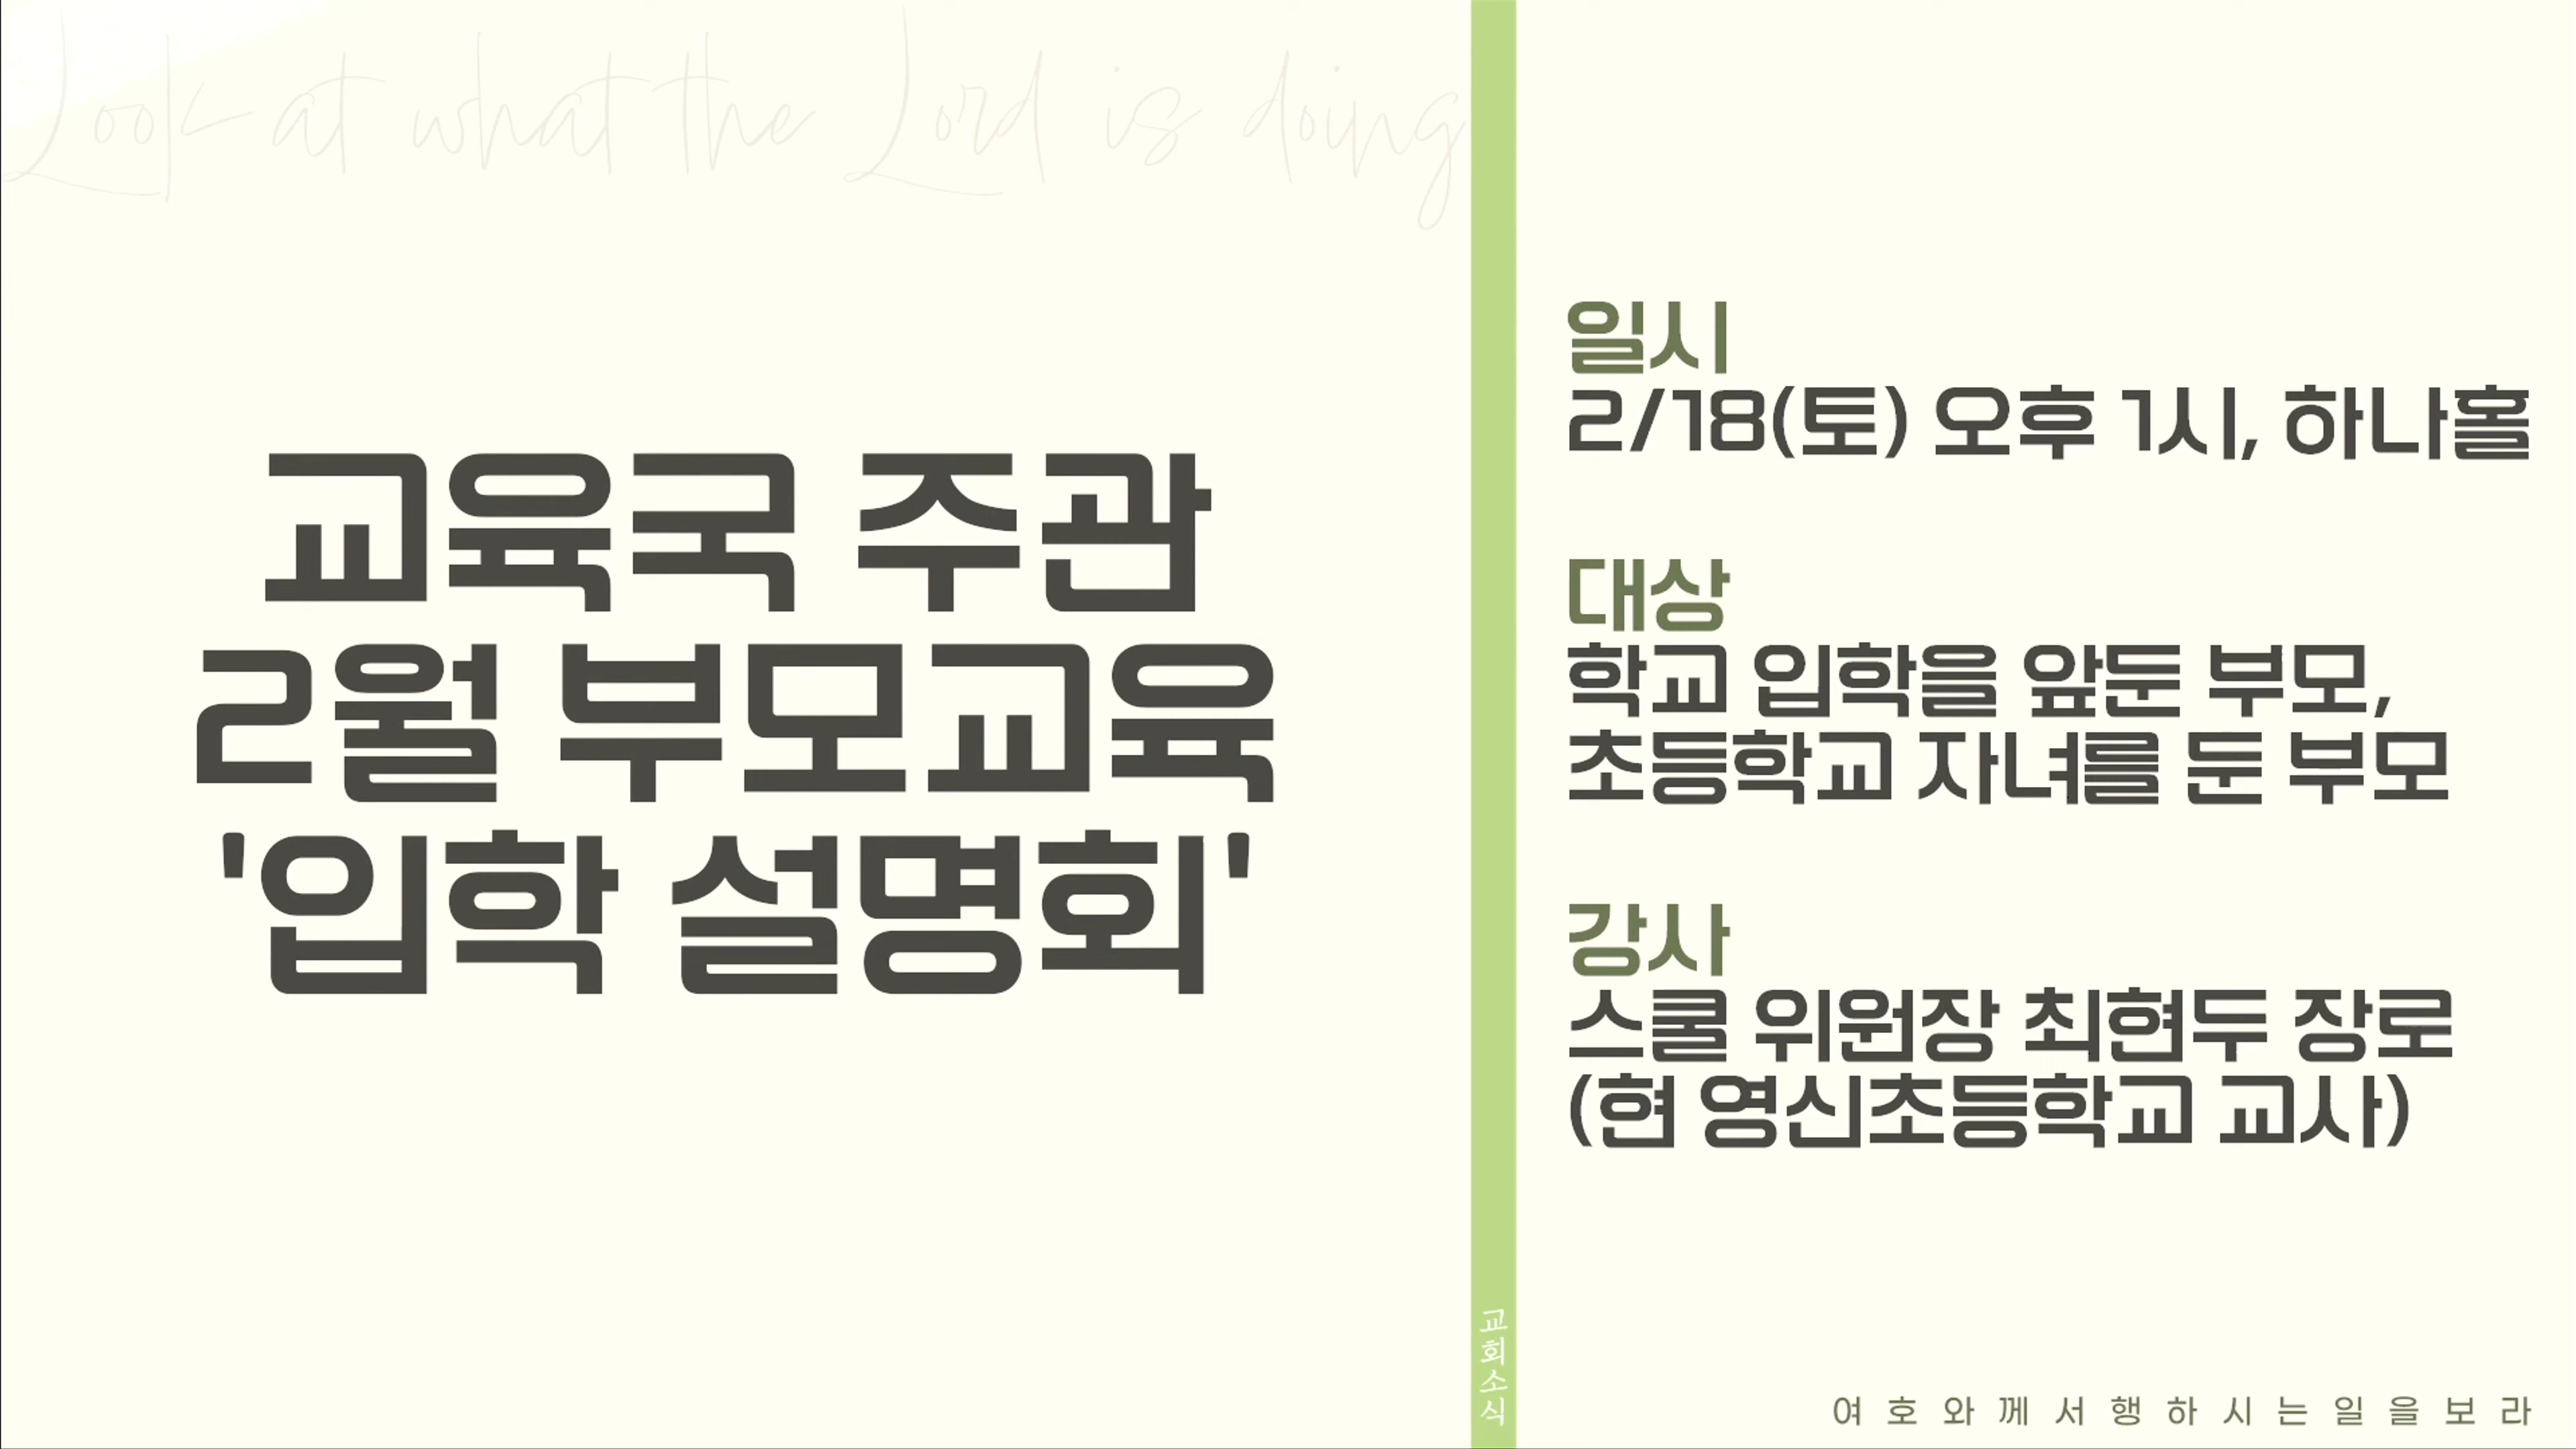 Look at what the Lord is doing
교육국 주관
2월 부모교육
'입학 설명회'
일시
2/18(토) 오후 1시, 하나홀
대상
학교 입학을 앞둔 부모,
초등학교 자녀를 둔 부모
강사
스쿨 위원장 최현두 장로
(현 영신초등학교 교사)
교회소식
여호와께서행하시는일을보라